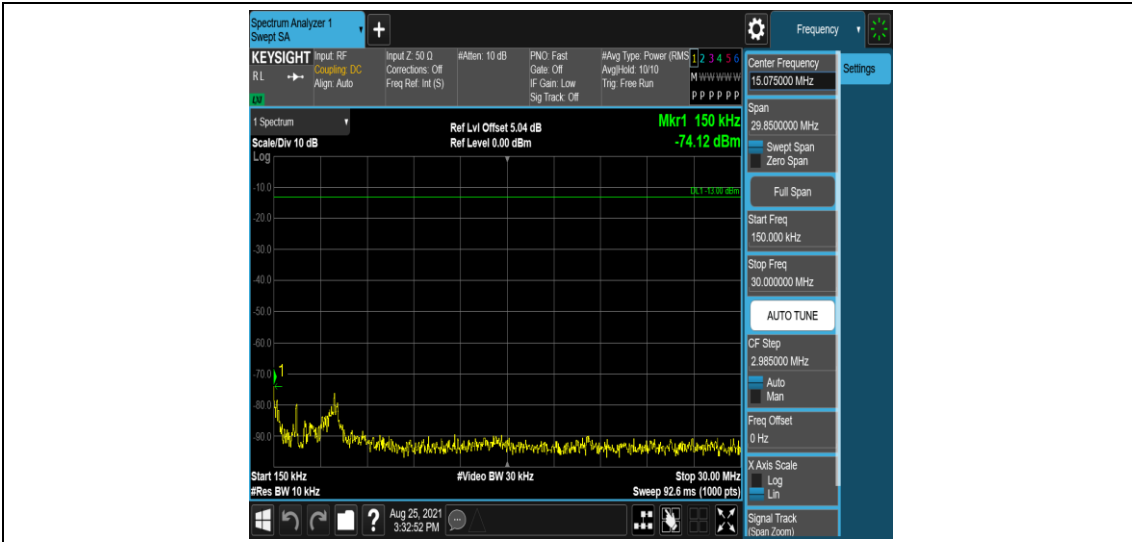 Spectrum Analyzer 1
Swept SA
+
Frequency
KEYSIGHT
RL
LXI
Input: RF
Coupling: DC
Align: Auto
Input Z: 50 Ω
Corrections: Off
Freq Ref: Int (S)
#Atten: 10 dB
PNO: Fast
Gate: Off
IF Gain: Low
Sig Track: Off
#Avg Type: Power (RMS
Avg|Hold: 10/10
Trig: Free Run
1 2 3 4 5 6
M W W W W W
P P P P P P
1 Spectrum
Scale/Div 10 dB
Log
Ref Lvl Offset 5.04 dB
Ref Level 0.00 dBm
Mkr1 150 kHz
-74.12 dBm
DL1 -13.00 dBm
-10.0
-20.0
-30.0
-40.0
-50.0
-60.0
-70.0
1
-80.0
-90.0
Start 150 kHz
#Res BW 10 kHz
#Video BW 30 kHz
Stop 30.00 MHz
Sweep 92.6 ms (1000 pts)
Center Frequency
15.075000 MHz
Settings
Span
29.8500000 MHz
Swept Span
Zero Span
Full Span
Start Freq
150.000 kHz
Stop Freq
30.000000 MHz
AUTO TUNE
CF Step
2.985000 MHz
Auto
Man
Freq Offset
0 Hz
X Axis Scale
Log
Lin
Signal Track
(Span Zoom)
?
Aug 25, 2021
3:32:52 PM